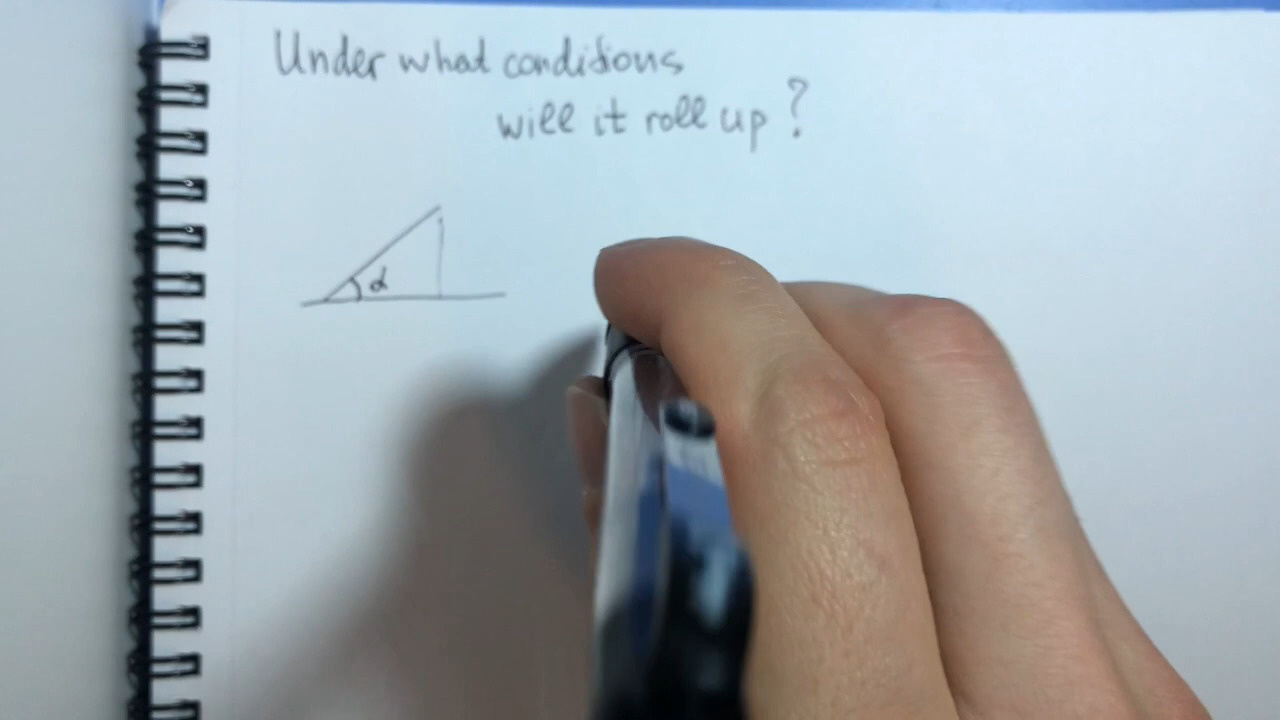 Under what conditions
will it roll up?
α